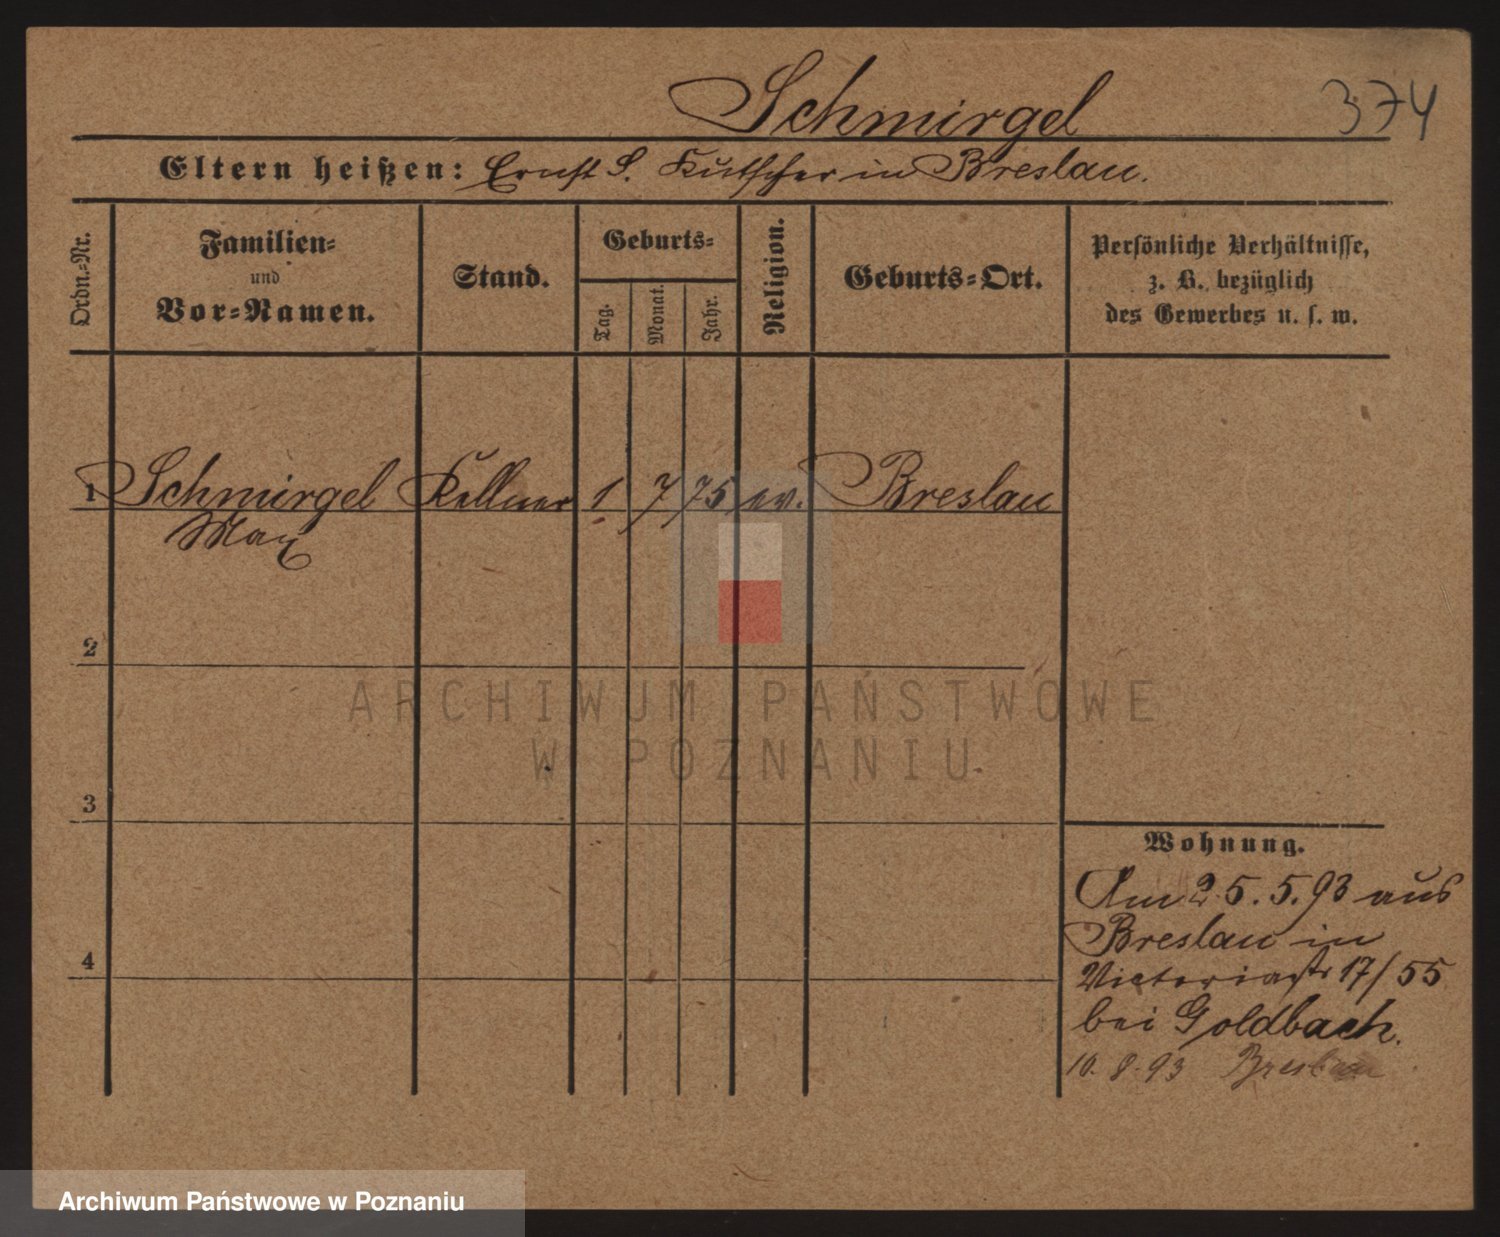 Schmirgel
374
Eltern heißen: Ernst S. Kutscher in Breslau.
Ordn.-Nr.
Familien-
und
Vor-Namen.
Stand.
Geburts-
Tag.
Monat.
Jahr.
Religion.
Geburts-Ort.
Persönliche Verhältnisse,
z. B. bezüglich
des Gewerbes u. s. w.
1 Schmirgel Kellner 1 7 75 ev. Breslau
Max
2
3
4
Wohnung.
Am 25.5.93 aus
Breslau in
Victoriastr 17/55
bei Goldbach.
10.8.93 Breslau
ARCHIWUM PAŃSTWOWE
W POZNANIU
Archiwum Państwowe w Poznaniu